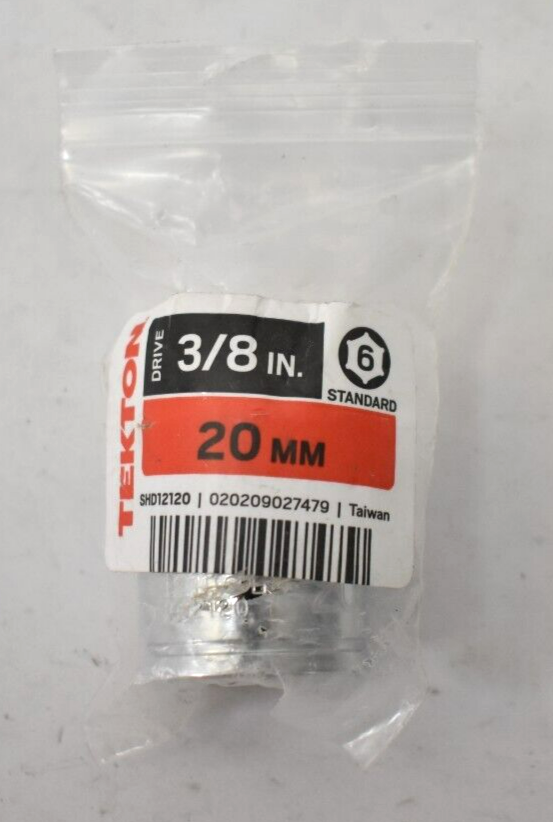 TEKTON
DRIVE
3/8 IN.
6
STANDARD
20 MM
SHD12120 | 020209027479 | Taiwan